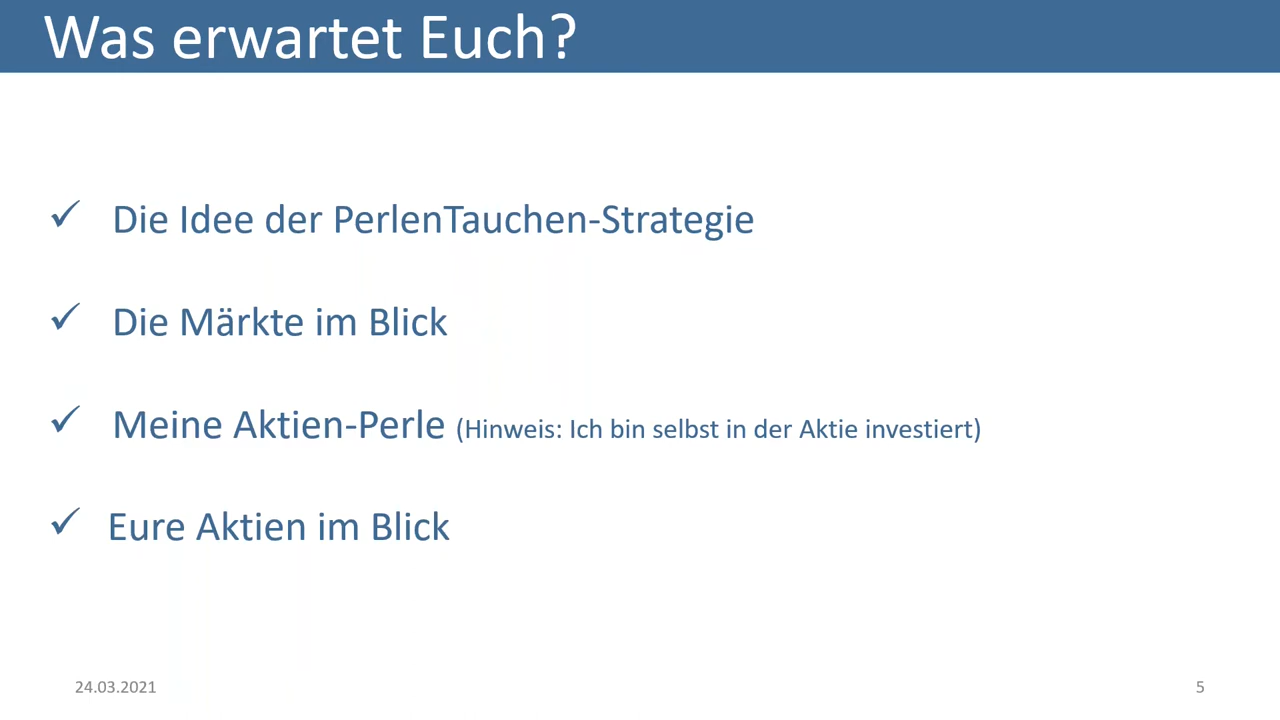 Was erwartet Euch?
✓ Die Idee der PerlenTauchen-Strategie
✓ Die Märkte im Blick
✓ Meine Aktien-Perle (Hinweis: Ich bin selbst in der Aktie investiert)
✓ Eure Aktien im Blick
24.03.2021
5